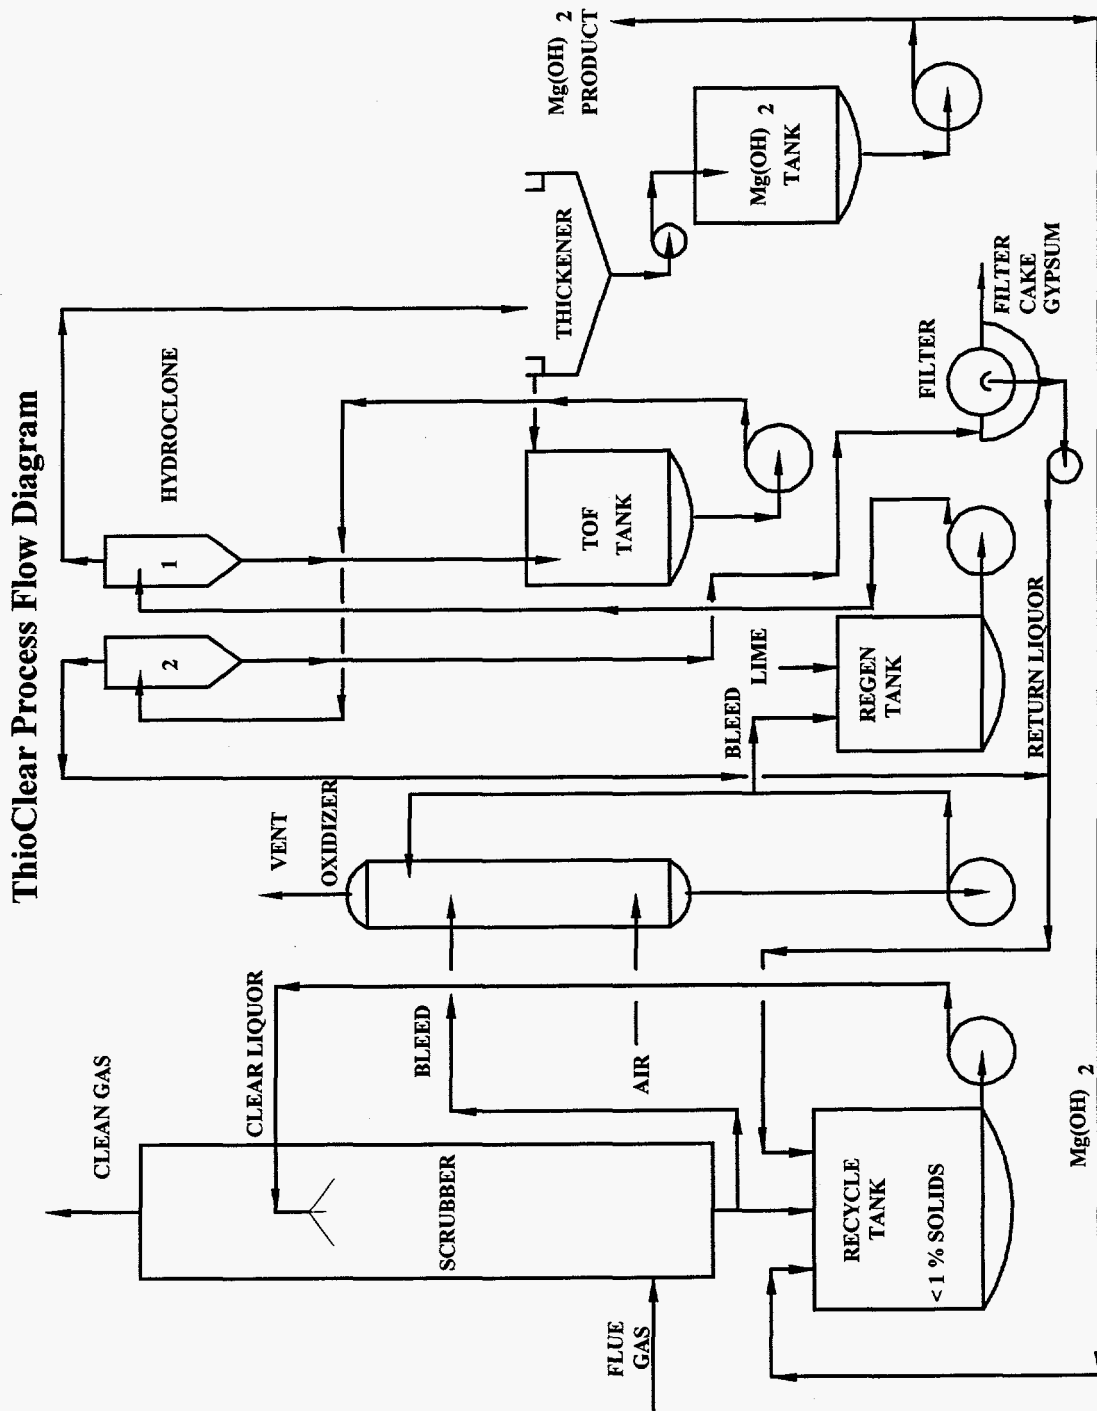 ThioClear Process Flow Diagram
CLEAN GAS
CLEAR LIQUOR
SCRUBBER
FLUE
GAS
BLEED
AIR
RECYCLE
TANK
< 1 % SOLIDS
Mg(OH) 2
VENT
OXIDIZER
BLEED
LIME
REGEN
TANK
RETURN LIQUOR
2
1
HYDROCLONE
TOF
TANK
THICKENER
FILTER
FILTER
CAKE
GYPSUM
Mg(OH) 2
TANK
Mg(OH) 2
PRODUCT